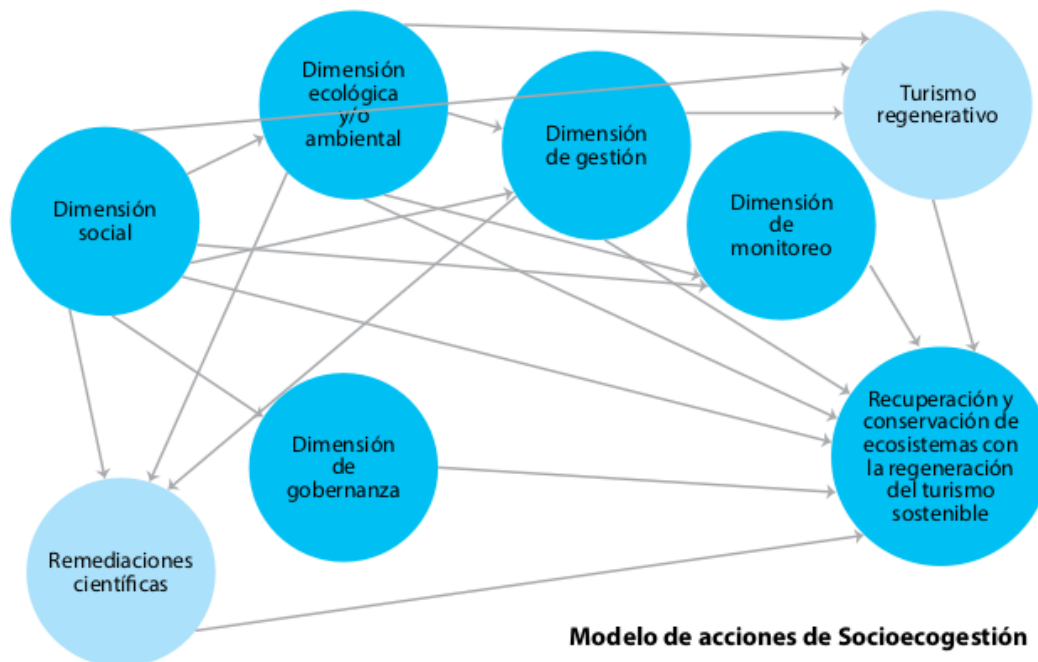 Dimensión
ecológica
y/o
ambiental
Turismo
regenerativo
Dimensión
de gestión
Dimensión
social
Dimensión
de
monitoreo
Recuperación y
conservación de
ecosistemas con
la regeneración
del turismo
sostenible
Dimensión
de
gobernanza
Remediaciones
científicas
Modelo de acciones de Socioecogestión